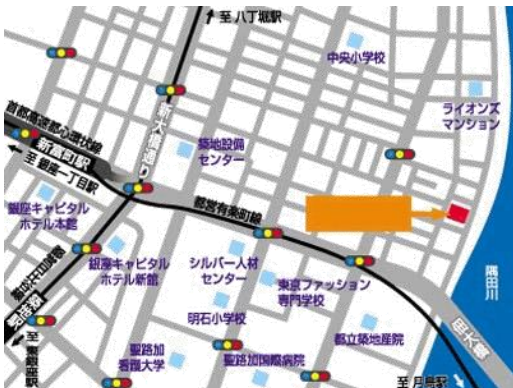 至 八丁堀駅
中央小学校
ライオンズ
マンション
首都高速都心環状線
新大橋通り
築地設備
センター
新富町駅
至 銀座一丁目駅
都営有楽町線
銀座キャピタル
ホテル本館
銀座キャピタル
ホテル新館
シルバー人材
センター
東京ファッション
専門学校
隅田川
明石小学校
都立築地産院
佃大橋
築地駅
至 東銀座駅
聖路加
看護大学
聖路加国際病院
至 月島駅